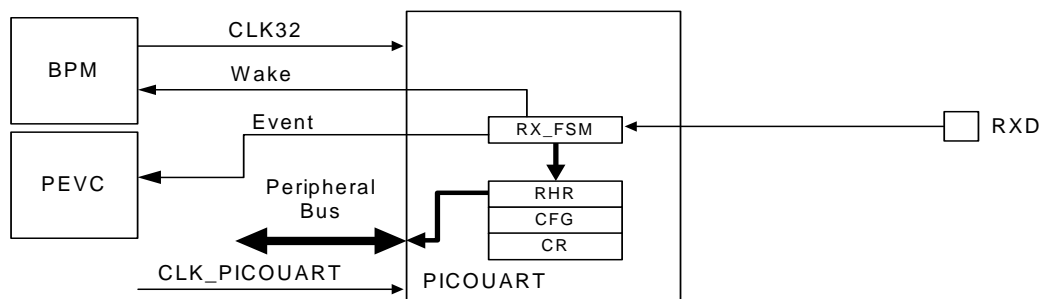 CLK32
BPM
Wake
Event
RX_FSM
RXD
PEVC
Peripheral
Bus
RHR
CFG
CR
CLK_PICOUART
PICOUART